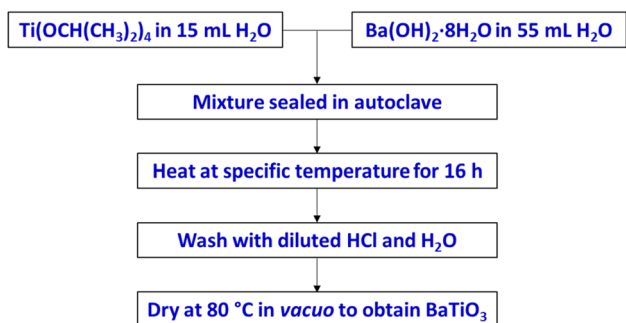 Ti(OCH(CH₃)₂)₄ in 15 mL H₂O
Ba(OH)₂·8H₂O in 55 mL H₂O
Mixture sealed in autoclave
Heat at specific temperature for 16 h
Wash with diluted HCl and H₂O
Dry at 80 °C in vacuo to obtain BaTiO₃